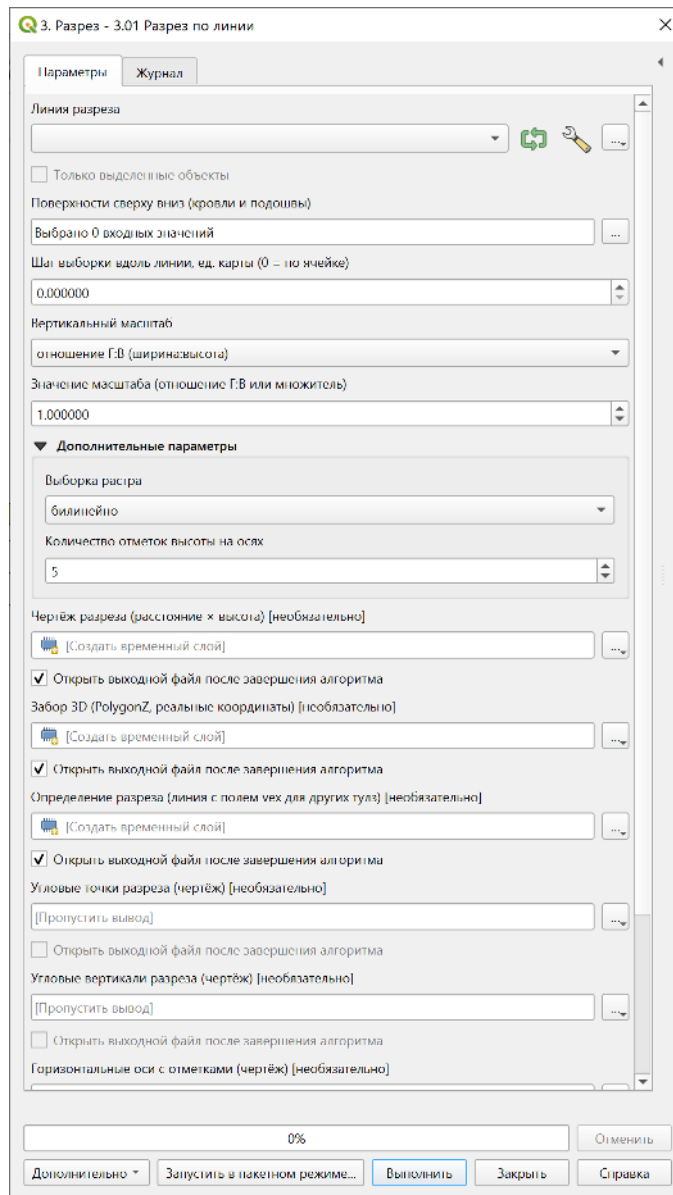 3. Разрез - 3.01 Разрез по линии
Параметры
Журнал
Линия разреза
...
Только выделенные объекты
Поверхности сверху вниз (кровли и подошвы)
Выбрано 0 входных значений
...
Шаг выборки вдоль линии, ед. карты (0 = по ячейке)
0.000000
Вертикальный масштаб
отношение Г:В (ширина:высота)
Значение масштаба (отношение Г:В или множитель)
1.000000
Дополнительные параметры
Выборка растра
билинейно
Количество отметок высоты на осях
5
Чертёж разреза (расстояние × высота) [необязательно]
[Создать временный слой]
...
Открыть выходной файл после завершения алгоритма
Забор 3D (PolygonZ, реальные координаты) [необязательно]
[Создать временный слой]
...
Открыть выходной файл после завершения алгоритма
Определение разреза (линия с полем vex для других тулз) [необязательно]
[Создать временный слой]
...
Открыть выходной файл после завершения алгоритма
Угловые точки разреза (чертёж) [необязательно]
[Пропустить вывод]
...
Открыть выходной файл после завершения алгоритма
Угловые вертикали разреза (чертёж) [необязательно]
[Пропустить вывод]
...
Открыть выходной файл после завершения алгоритма
Горизонтальные оси с отметками (чертёж) [необязательно]
0%
Отменить
Дополнительно
Запустить в пакетном режиме...
Выполнить
Закрыть
Справка